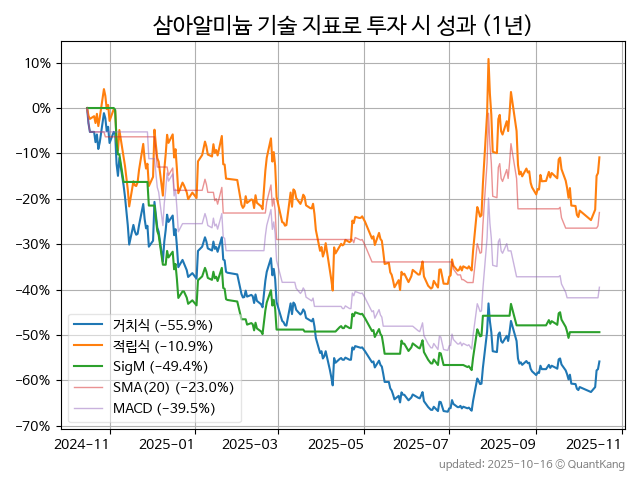 삼아알미늄 기술 지표로 투자 시 성과 (1년)
10%
0%
−10%
−20%
−30%
−40%
−50%
−60%
−70%
거치식 (−55.9%)
적립식 (−10.9%)
SigM (−49.4%)
SMA(20) (−23.0%)
MACD (−39.5%)
2024-11
2025-01
2025-03
2025-05
2025-07
2025-09
2025-11
updated: 2025-10-16 © QuantKang